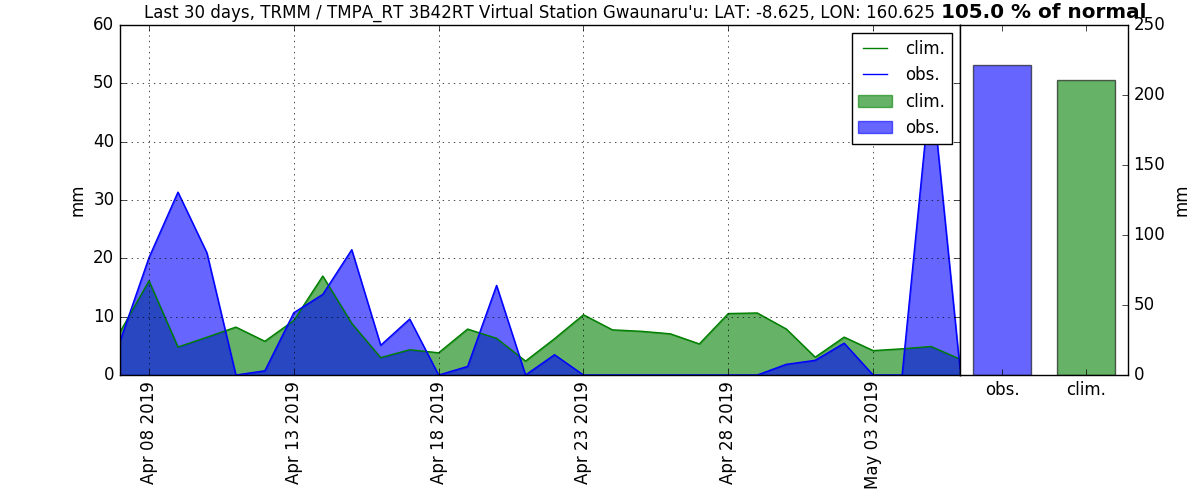 Last 30 days, TRMM / TMPA_RT 3B42RT Virtual Station Gwaunaru'u: LAT: -8.625, LON: 160.625 105.0 % of normal
60
50
40
30
20
10
0
mm
clim.
obs.
clim.
obs.
250
200
150
100
50
0
mm
Apr 08 2019
Apr 13 2019
Apr 18 2019
Apr 23 2019
Apr 28 2019
May 03 2019
obs.
clim.